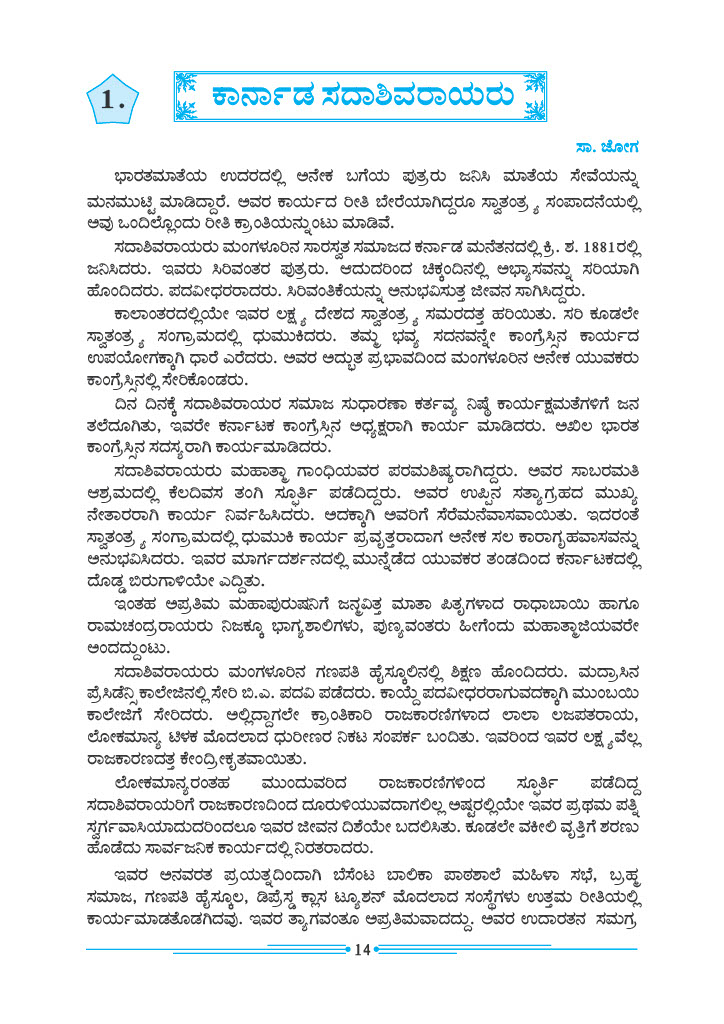 1.
ಕಾರ್ನಾಡ ಸದಾಶಿವರಾಯರು
ಸಾ. ಜೋಗ
ಭಾರತಮಾತೆಯ ಉದರದಲ್ಲಿ ಅನೇಕ ಬಗೆಯ ಪುತ್ರರು ಜನಿಸಿ ಮಾತೆಯ ಸೇವೆಯನ್ನು
ಮನಮುಟ್ಟಿ ಮಾಡಿದ್ದಾರೆ. ಅವರ ಕಾರ್ಯದ ರೀತಿ ಬೇರೆಯಾಗಿದ್ದರೂ ಸ್ವಾತಂತ್ರ್ಯ ಸಂಪಾದನೆಯಲ್ಲಿ
ಅವು ಒಂದಿಲ್ಲೊಂದು ರೀತಿ ಕ್ರಾಂತಿಯನ್ನುಂಟು ಮಾಡಿವೆ.
ಸದಾಶಿವರಾಯರು ಮಂಗಳೂರಿನ ಸಾರಸ್ವತ ಸಮಾಜದ ಕರ್ನಾಡ ಮನೆತನದಲ್ಲಿ ಕ್ರಿ. ಶ. 1881ರಲ್ಲಿ
ಜನಿಸಿದರು. ಇವರು ಸಿರಿವಂತರ ಪುತ್ರರು. ಆದುದರಿಂದ ಚಿಕ್ಕಂದಿನಲ್ಲಿ ಅಭ್ಯಾಸವನ್ನು ಸರಿಯಾಗಿ
ಹೊಂದಿದರು. ಪದವೀಧರರಾದರು. ಸಿರಿವಂತಿಕೆಯನ್ನು ಅನುಭವಿಸುತ್ತ ಜೀವನ ಸಾಗಿಸಿದ್ದರು.
ಕಾಲಾಂತರದಲ್ಲಿಯೇ ಇವರ ಲಕ್ಷ್ಯ ದೇಶದ ಸ್ವಾತಂತ್ರ್ಯ ಸಮರದತ್ತ ಹರಿಯಿತು. ಸರಿ ಕೂಡಲೇ
ಸ್ವಾತಂತ್ರ್ಯ ಸಂಗ್ರಾಮದಲ್ಲಿ ಧುಮುಕಿದರು. ತಮ್ಮ ಭವ್ಯ ಸದನವನ್ನೇ ಕಾಂಗ್ರೆಸ್ಸಿನ ಕಾರ್ಯದ
ಉಪಯೋಗಕ್ಕಾಗಿ ಧಾರೆ ಎರೆದರು. ಅವರ ಅದ್ಭುತ ಪ್ರಭಾವದಿಂದ ಮಂಗಳೂರಿನ ಅನೇಕ ಯುವಕರು
ಕಾಂಗ್ರೆಸ್ಸಿನಲ್ಲಿ ಸೇರಿಕೊಂಡರು.
ದಿನ ದಿನಕ್ಕೆ ಸದಾಶಿವರಾಯರ ಸಮಾಜ ಸುಧಾರಣಾ ಕರ್ತವ್ಯ ನಿಷ್ಠೆ ಕಾರ್ಯಕ್ಷಮತೆಗಳಿಗೆ ಜನ
ತಲೆದೂಗಿತು, ಇವರೇ ಕರ್ನಾಟಕ ಕಾಂಗ್ರೆಸ್ಸಿನ ಅಧ್ಯಕ್ಷರಾಗಿ ಕಾರ್ಯ ಮಾಡಿದರು. ಅಖಿಲ ಭಾರತ
ಕಾಂಗ್ರೆಸ್ಸಿನ ಸದಸ್ಯರಾಗಿ ಕಾರ್ಯಮಾಡಿದರು.
ಸದಾಶಿವರಾಯರು ಮಹಾತ್ಮಾ ಗಾಂಧಿಯವರ ಪರಮಶಿಷ್ಯರಾಗಿದ್ದರು. ಅವರ ಸಾಬರಮತಿ
ಆಶ್ರಮದಲ್ಲಿ ಕೆಲದಿವಸ ತಂಗಿ ಸ್ಫೂರ್ತಿ ಪಡೆದಿದ್ದರು. ಅವರ ಉಪ್ಪಿನ ಸತ್ಯಾಗ್ರಹದ ಮುಖ್ಯ
ನೇತಾರರಾಗಿ ಕಾರ್ಯ ನಿರ್ವಹಿಸಿದರು. ಅದಕ್ಕಾಗಿ ಅವರಿಗೆ ಸೆರೆಮನೆವಾಸವಾಯಿತು. ಇದರಂತೆ
ಸ್ವಾತಂತ್ರ್ಯ ಸಂಗ್ರಾಮದಲ್ಲಿ ಧುಮುಕಿ ಕಾರ್ಯ ಪ್ರವೃತ್ತರಾದಾಗ ಅನೇಕ ಸಲ ಕಾರಾಗೃಹವಾಸವನ್ನು
ಅನುಭವಿಸಿದರು. ಇವರ ಮಾರ್ಗದರ್ಶನದಲ್ಲಿ ಮುನ್ನೆಡೆದ ಯುವಕರ ತಂಡದಿಂದ ಕರ್ನಾಟಕದಲ್ಲಿ
ದೊಡ್ಡ ಬಿರುಗಾಳಿಯೇ ಎದ್ದಿತು.
ಇಂತಹ ಅಪ್ರತಿಮ ಮಹಾಪುರುಷನಿಗೆ ಜನ್ಮವಿತ್ತ ಮಾತಾ ಪಿತೃಗಳಾದ ರಾಧಾಬಾಯಿ ಹಾಗೂ
ರಾಮಚಂದ್ರರಾಯರು ನಿಜಕ್ಕೂ ಭಾಗ್ಯಶಾಲಿಗಳು, ಪುಣ್ಯವಂತರು ಹೀಗೆಂದು ಮಹಾತ್ಮಾಜಿಯವರೇ
ಅಂದದ್ದುಂಟು.
ಸದಾಶಿವರಾಯರು ಮಂಗಳೂರಿನ ಗಣಪತಿ ಹೈಸ್ಕೂಲಿನಲ್ಲಿ ಶಿಕ್ಷಣ ಹೊಂದಿದರು. ಮದ್ರಾಸಿನ
ಪ್ರೆಸಿಡೆನ್ಸಿ ಕಾಲೇಜಿನಲ್ಲಿ ಸೇರಿ ಬಿ.ಎ. ಪದವಿ ಪಡೆದರು. ಕಾಯ್ದೆ ಪದವೀಧರರಾಗುವದಕ್ಕಾಗಿ ಮುಂಬಯಿ
ಕಾಲೇಜಿಗೆ ಸೇರಿದರು. ಅಲ್ಲಿದ್ದಾಗಲೇ ಕ್ರಾಂತಿಕಾರಿ ರಾಜಕಾರಣಿಗಳಾದ ಲಾಲಾ ಲಜಪತರಾಯ,
ಲೋಕಮಾನ್ಯ ಟಿಳಕ ಮೊದಲಾದ ಧುರೀಣರ ನಿಕಟ ಸಂಪರ್ಕ ಬಂದಿತು. ಇವರಿಂದ ಇವರ ಲಕ್ಷ್ಯವೆಲ್ಲ
ರಾಜಕಾರಣದತ್ತ ಕೇಂದ್ರೀಕೃತವಾಯಿತು.
ಲೋಕಮಾನ್ಯರಂತಹ ಮುಂದುವರಿದ ರಾಜಕಾರಣಿಗಳಿಂದ ಸ್ಫೂರ್ತಿ ಪಡೆದಿದ್ದ
ಸದಾಶಿವರಾಯರಿಗೆ ರಾಜಕಾರಣದಿಂದ ದೂರುಳಿಯುವದಾಗಲಿಲ್ಲ ಅಷ್ಟರಲ್ಲಿಯೇ ಇವರ ಪ್ರಥಮ ಪತ್ನಿ
ಸ್ವರ್ಗವಾಸಿಯಾದುದರಿಂದಲೂ ಇವರ ಜೀವನ ದಿಶೆಯೇ ಬದಲಿಸಿತು. ಕೂಡಲೇ ವಕೀಲಿ ವೃತ್ತಿಗೆ ಶರಣು
ಹೊಡೆದು ಸಾರ್ವಜನಿಕ ಕಾರ್ಯದಲ್ಲಿ ನಿರತರಾದರು.
ಇವರ ಅನವರತ ಪ್ರಯತ್ನದಿಂದಾಗಿ ಬೆಸೆಂಟ ಬಾಲಿಕಾ ಪಾಠಶಾಲೆ ಮಹಿಳಾ ಸಭೆ, ಬ್ರಹ್ಮ
ಸಮಾಜ, ಗಣಪತಿ ಹೈಸ್ಕೂಲ, ಡಿಪ್ರೆಸ್ಡ ಕ್ಲಾಸ ಟ್ಯೂಶನ್ ಮೊದಲಾದ ಸಂಸ್ಥೆಗಳು ಉತ್ತಮ ರೀತಿಯಲ್ಲಿ
ಕಾರ್ಯಮಾಡತೊಡಗಿದವು. ಇವರ ತ್ಯಾಗವಂತೂ ಅಪ್ರತಿಮವಾದದ್ದು. ಅವರ ಉದಾರತನ ಸಮಗ್ರ
14